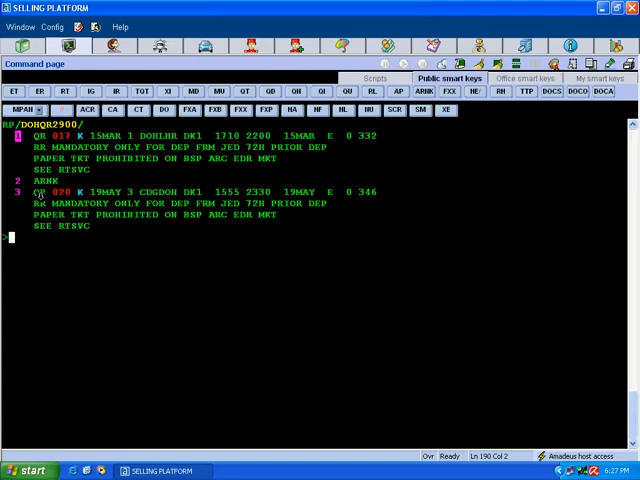 SELLING PLATFORM
Window Config Help
Command page
Scripts Public smart keys Office smart keys My smart keys
ET ER RT IG IR TOT XI MD MU QT QD QN QI QU RL AP ARNK FXX HE/ RH TTP DOCS DOCO DOCA
MPAN ACR CA CT DO FXA FXB FXX FXP HA HF HL NU SCR SM XE
RP/DOHQR2900/
1 QR 017 K 15MAR 1 DOHLHR DK1 1710 2200 15MAR E 0 332
RR MANDATORY ONLY FOR DEP FRM JED 72H PRIOR DEP
PAPER TKT PROHIBITED ON BSP ARC EDR MKT
SEE RTSVC
2 ARNK
3 QR 020 K 19MAY 3 CDGDOH DK1 1555 2330 19MAY E 0 346
RR MANDATORY ONLY FOR DEP FRM JED 72H PRIOR DEP
PAPER TKT PROHIBITED ON BSP ARC EDR MKT
SEE RTSVC
>
Ovr Ready Ln 190 Col 2 Amadeus host access
start SELLING PLATFORM 6:27 PM